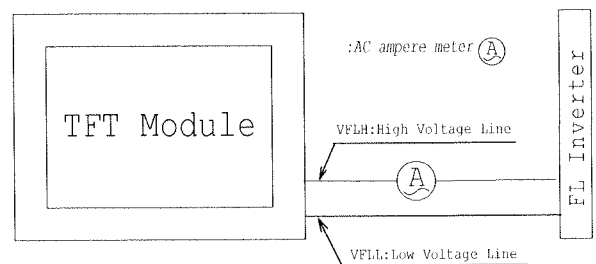 :AC ampere meter A
TFT Module
VFLH:High Voltage Line
A
FL Inverter
VFLL:Low Voltage Line